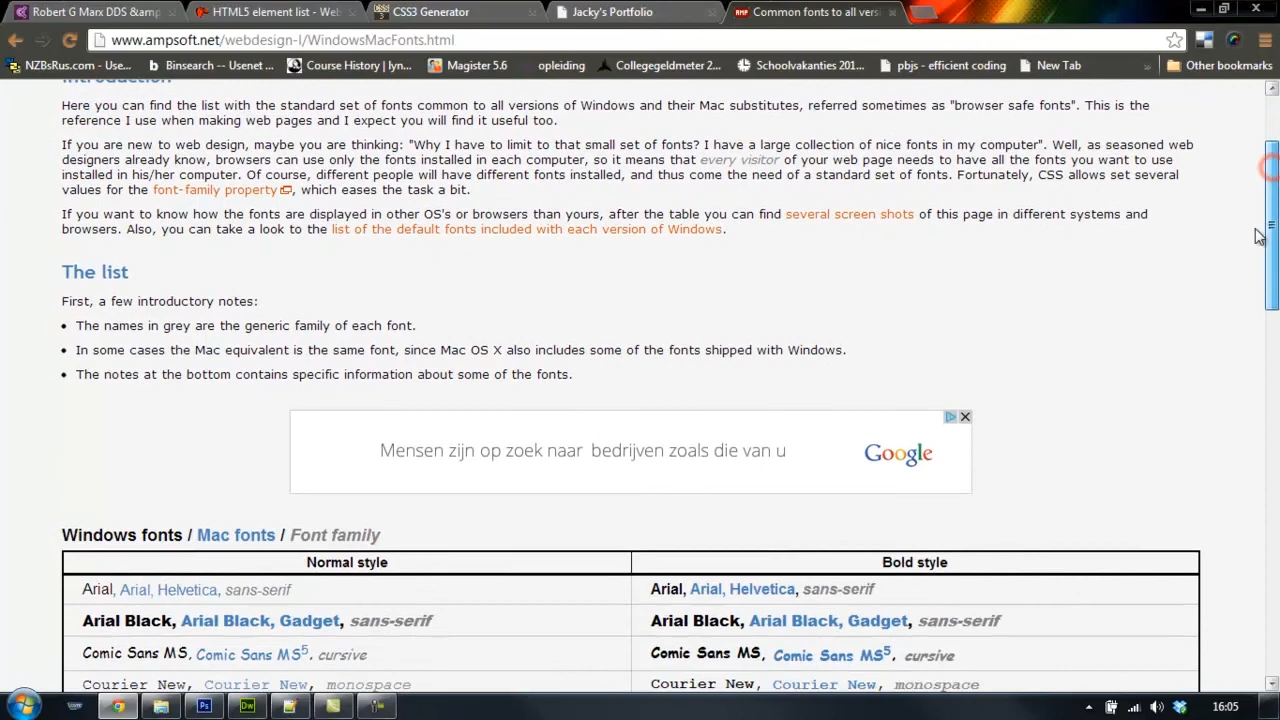 Robert G Marx DDS &amp
HTML5 element list - Web
CSS3 Generator
Jacky's Portfolio
Common fonts to all versi
www.ampsoft.net/webdesign-l/WindowsMacFonts.html
NZBsRus.com - Use...
Binsearch -- Usenet ...
Course History | lyn...
Magister 5.6
opleiding
Collegegeldmeter 2...
Schoolvakanties 201...
pbjs - efficient coding
New Tab
Other bookmarks
Introduction
Here you can find the list with the standard set of fonts common to all versions of Windows and their Mac substitutes, referred sometimes as "browser safe fonts". This is the
reference I use when making web pages and I expect you will find it useful too.
If you are new to web design, maybe you are thinking: "Why I have to limit to that small set of fonts? I have a large collection of nice fonts in my computer". Well, as seasoned web
designers already know, browsers can use only the fonts installed in each computer, so it means that every visitor of your web page needs to have all the fonts you want to use
installed in his/her computer. Of course, different people will have different fonts installed, and thus come the need of a standard set of fonts. Fortunately, CSS allows set several
values for the font-family property, which eases the task a bit.
If you want to know how the fonts are displayed in other OS's or browsers than yours, after the table you can find several screen shots of this page in different systems and
browsers. Also, you can take a look to the list of the default fonts included with each version of Windows.
The list
First, a few introductory notes:
The names in grey are the generic family of each font.
In some cases the Mac equivalent is the same font, since Mac OS X also includes some of the fonts shipped with Windows.
The notes at the bottom contains specific information about some of the fonts.
Mensen zijn op zoek naar bedrijven zoals die van u
Google
Windows fonts / Mac fonts / Font family
Normal style
Bold style
Arial, Arial, Helvetica, sans-serif
Arial, Arial, Helvetica, sans-serif
Arial Black, Arial Black, Gadget, sans-serif
Arial Black, Arial Black, Gadget, sans-serif
Comic Sans MS, Comic Sans MS5, cursive
Comic Sans MS, Comic Sans MS5, cursive
Courier New, Courier New, monospace
Courier New, Courier New, monospace
16:05